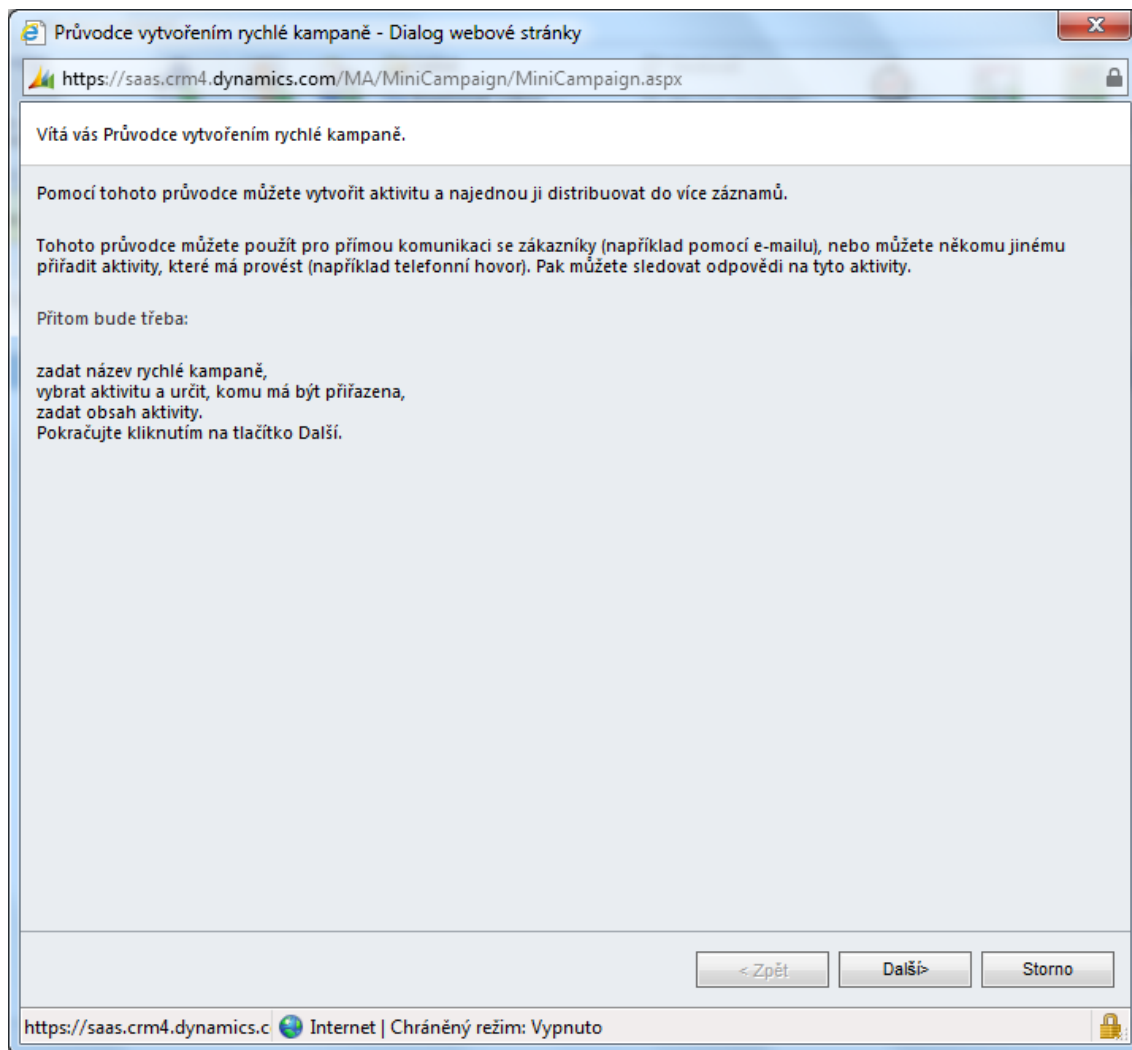 Průvodce vytvořením rychlé kampaně - Dialog webové stránky
X
https://saas.crm4.dynamics.com/MA/MiniCampaign/MiniCampaign.aspx
Vítá vás Průvodce vytvořením rychlé kampaně.
Pomocí tohoto průvodce můžete vytvořit aktivitu a najednou ji distribuovat do více záznamů.
Tohoto průvodce můžete použít pro přímou komunikaci se zákazníky (například pomocí e-mailu), nebo můžete někomu jinému
přiřadit aktivity, které má provést (například telefonní hovor). Pak můžete sledovat odpovědi na tyto aktivity.
Přitom bude třeba:
zadat název rychlé kampaně,
vybrat aktivitu a určit, komu má být přiřazena,
zadat obsah aktivity.
Pokračujte kliknutím na tlačítko Další.
< Zpět Další> Storno
https://saas.crm4.dynamics.c Internet | Chráněný režim: Vypnuto